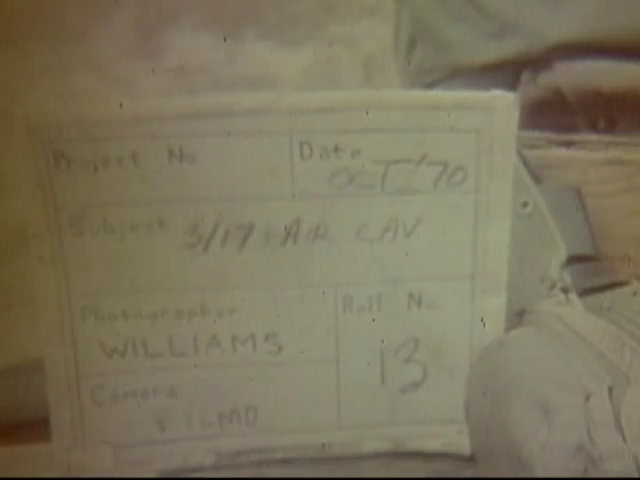 Project No
Date
OCT '70
Subject 3/17 AIR CAV
Photographer
WILLIAMS
Roll No
13
Camera